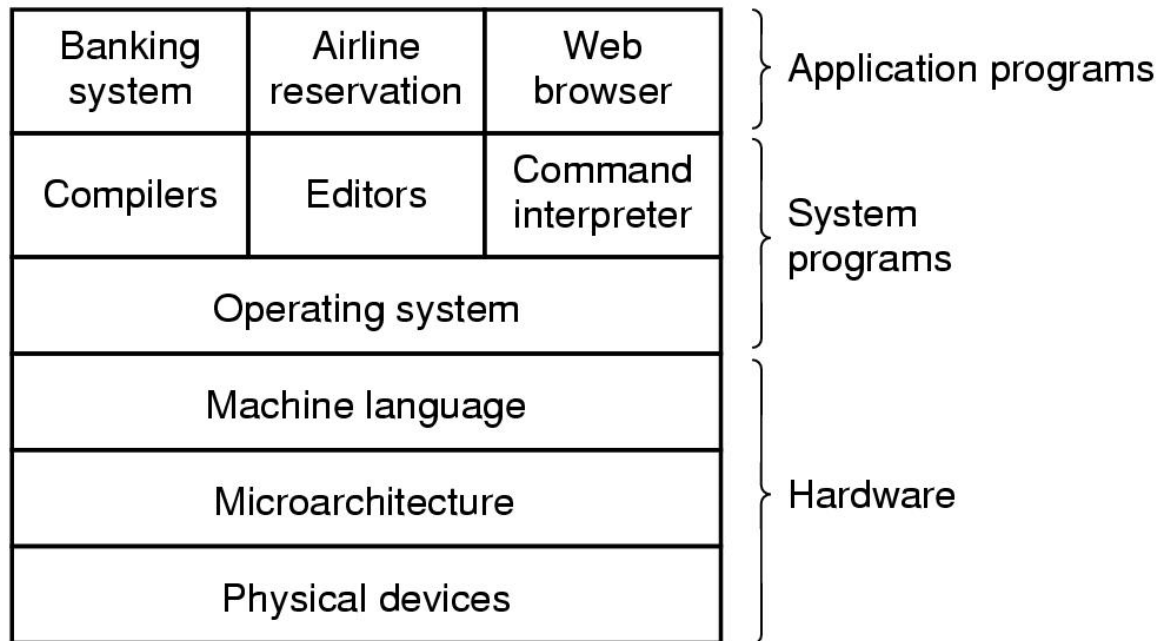 Banking
system
Airline
reservation
Web
browser
Application programs
Compilers
Editors
Command
interpreter
System
programs
Operating system
Machine language
Microarchitecture
Hardware
Physical devices